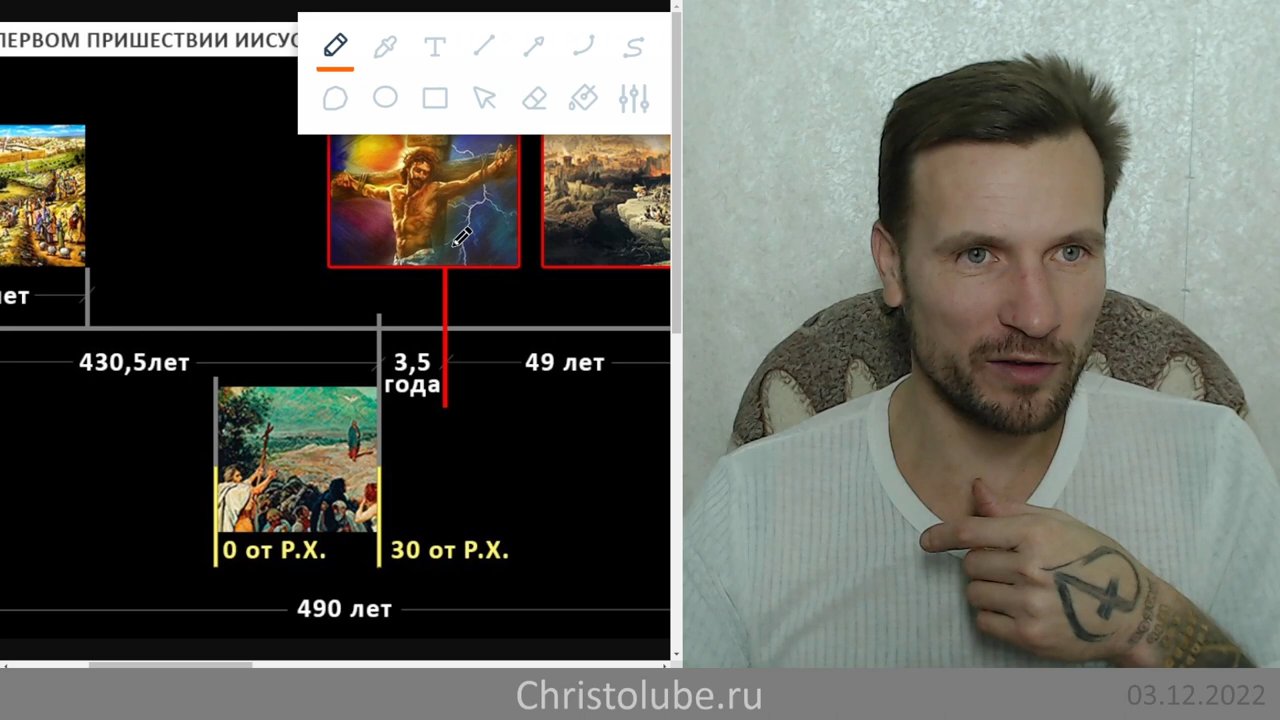 ПЕРВОМ ПРИШЕСТВИИ ИИСУС
лет
430,5лет
3,5
года
49 лет
0 от Р.Х.
30 от Р.Х.
490 лет
Christolube.ru
03.12.2022